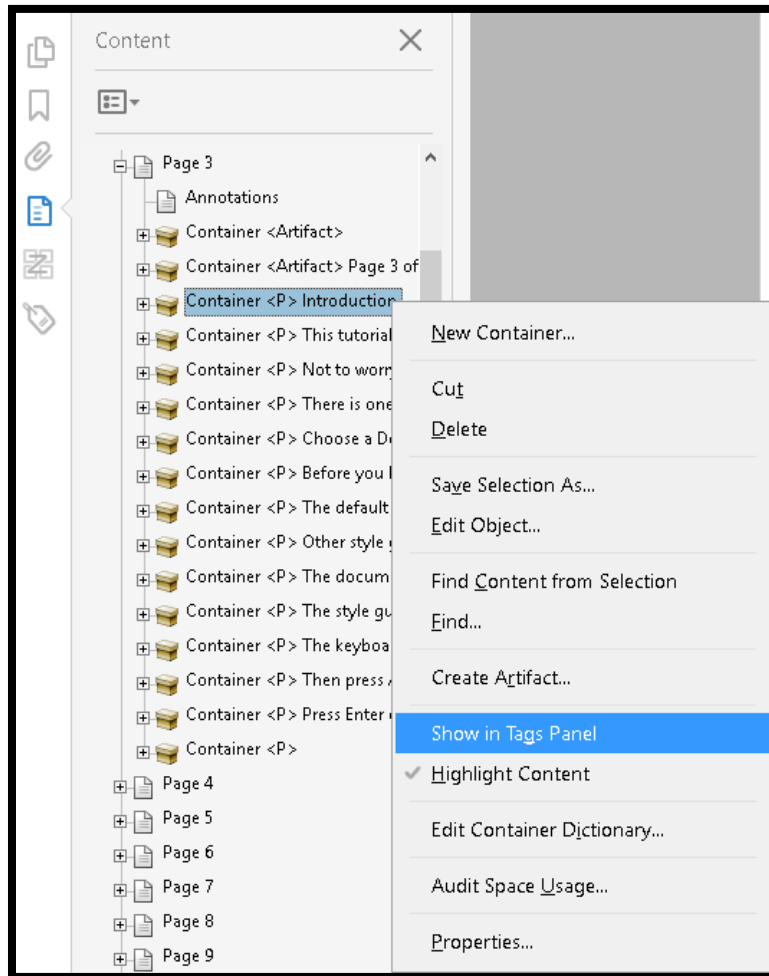 Content
Page 3
Annotations
Container <Artifact>
Container <Artifact> Page 3 of
Container <P> Introduction
Container <P> This tutorial
Container <P> Not to worry
Container <P> There is one
Container <P> Choose a D
Container <P> Before you
Container <P> The default
Container <P> Other style
Container <P> The docum
Container <P> The style gu
Container <P> The keyboa
Container <P> Then press
Container <P> Press Enter
Container <P>
Page 4
Page 5
Page 6
Page 7
Page 8
Page 9
New Container...
Cut
Delete
Save Selection As...
Edit Object...
Find Content from Selection
Find...
Create Artifact...
Show in Tags Panel
Highlight Content
Edit Container Dictionary...
Audit Space Usage...
Properties...